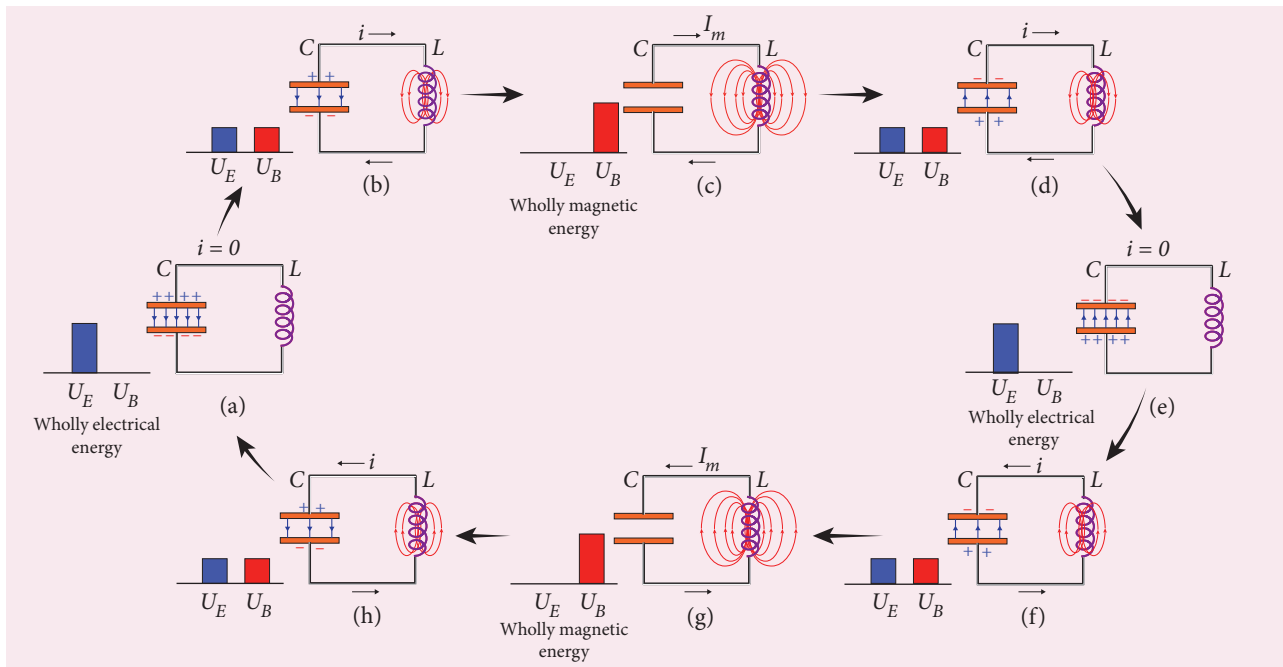 i
C L
+ +
− −
U_E U_B
(b)
I_m
C L
U_E U_B
Wholly magnetic
energy
(c)
i
C L
− −
+ +
U_E U_B
(d)
i = 0
C L
++++
−−−−
U_E U_B
Wholly electrical
energy
(a)
i = 0
C L
−−−−
++++
U_E U_B
Wholly electrical
energy
(e)
i
C L
+ +
− −
U_E U_B
(h)
I_m
C L
U_E U_B
Wholly magnetic
energy
(g)
i
C L
− −
+ +
U_E U_B
(f)